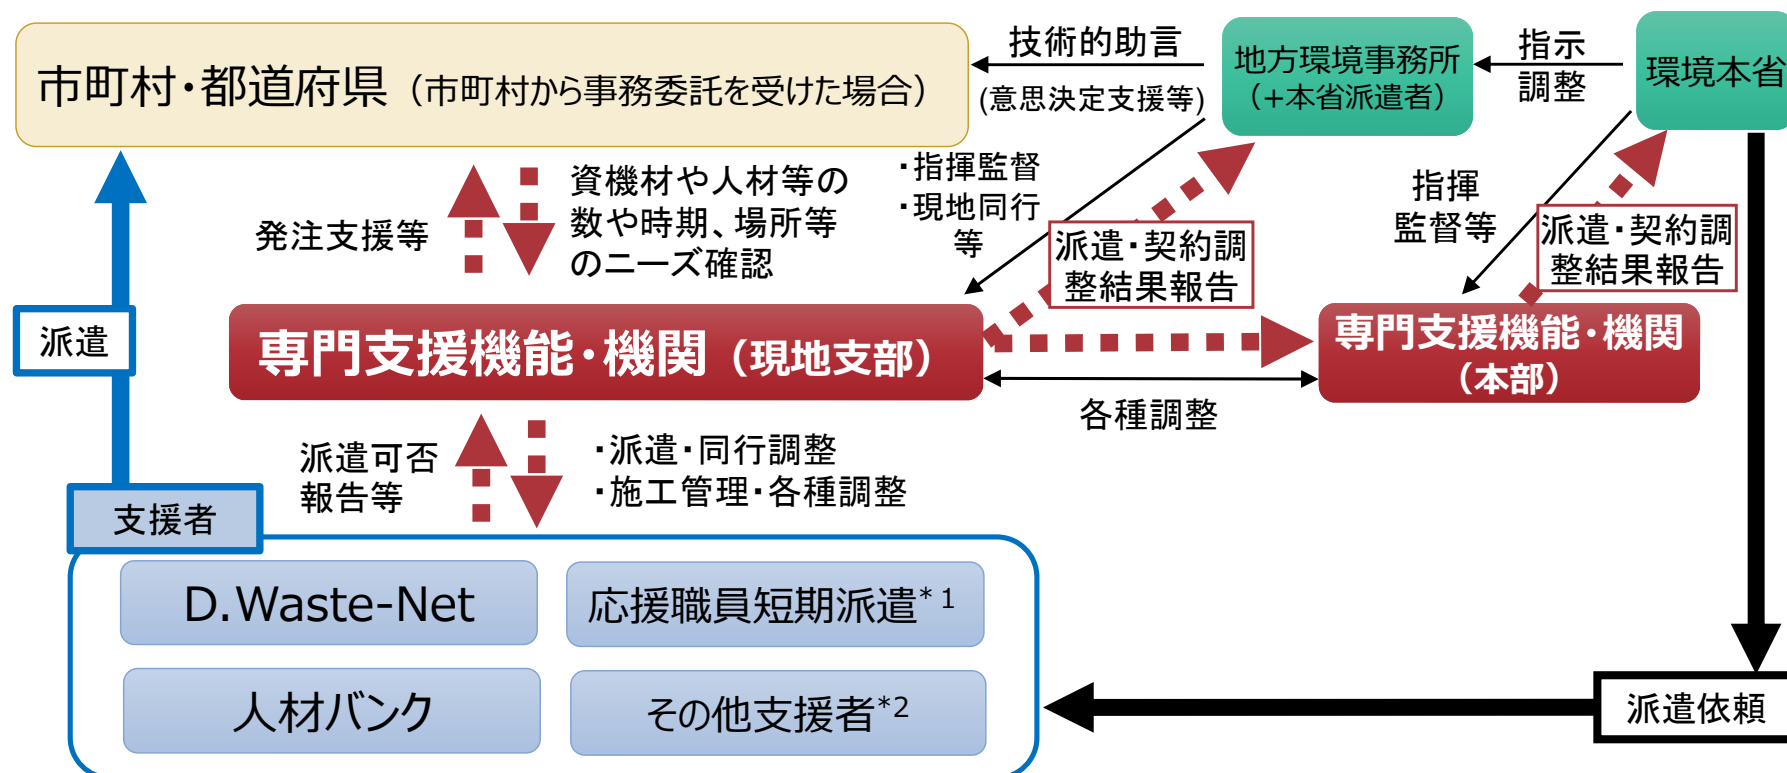 市町村・都道府県（市町村から事務委託を受けた場合）
技術的助言
(意思決定支援等)
地方環境事務所
（+本省派遣者）
指示
調整
環境本省
発注支援等
資機材や人材等の
数や時期、場所等
のニーズ確認
・指揮監督
・現地同行
等
派遣・契約調
整結果報告
指揮
監督等
派遣・契約調
整結果報告
派遣
専門支援機能・機関（現地支部）
専門支援機能・機関
（本部）
各種調整
派遣可否
報告等
・派遣・同行調整
・施工管理・各種調整
支援者
D.Waste-Net
応援職員短期派遣*1
人材バンク
その他支援者*2
派遣依頼